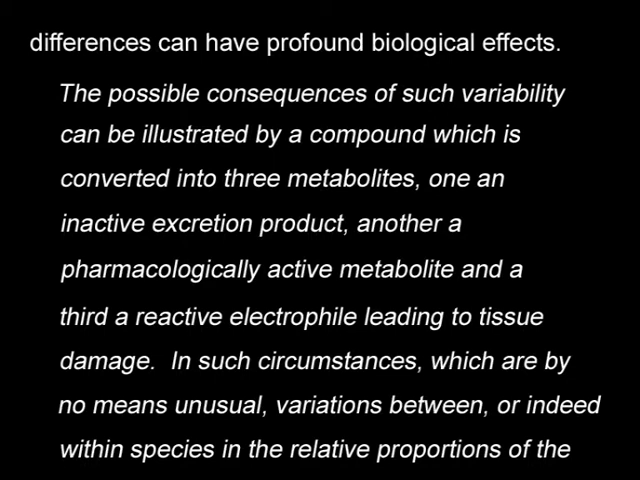 differences can have profound biological effects.
The possible consequences of such variability
can be illustrated by a compound which is
converted into three metabolites, one an
inactive excretion product, another a
pharmacologically active metabolite and a
third a reactive electrophile leading to tissue
damage.  In such circumstances, which are by
no means unusual, variations between, or indeed
within species in the relative proportions of the